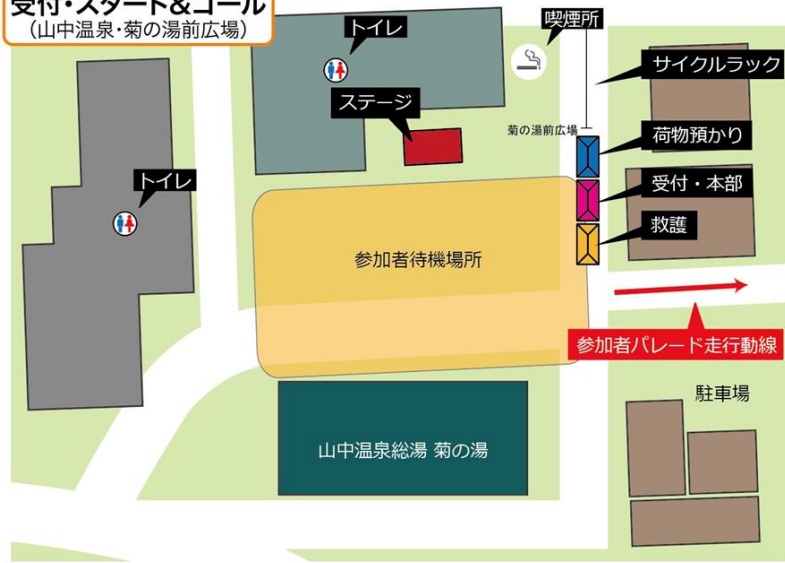 受付・スタート&ゴール
(山中温泉・菊の湯前広場)
トイレ
喫煙所
サイクルラック
ステージ
菊の湯前広場
荷物預かり
トイレ
受付・本部
救護
参加者待機場所
参加者パレード走行動線
駐車場
山中温泉総湯 菊の湯